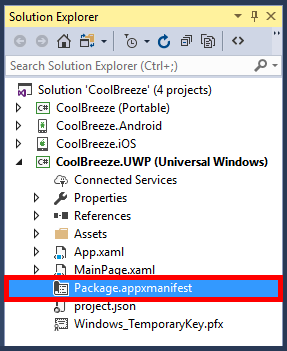 Solution Explorer
Search Solution Explorer (Ctrl+;)
Solution 'CoolBreeze' (4 projects)
C# CoolBreeze (Portable)
CoolBreeze.Android
CoolBreeze.iOS
C# CoolBreeze.UWP (Universal Windows)
Connected Services
Properties
References
Assets
App.xaml
MainPage.xaml
Package.appxmanifest
project.json
Windows_TemporaryKey.pfx